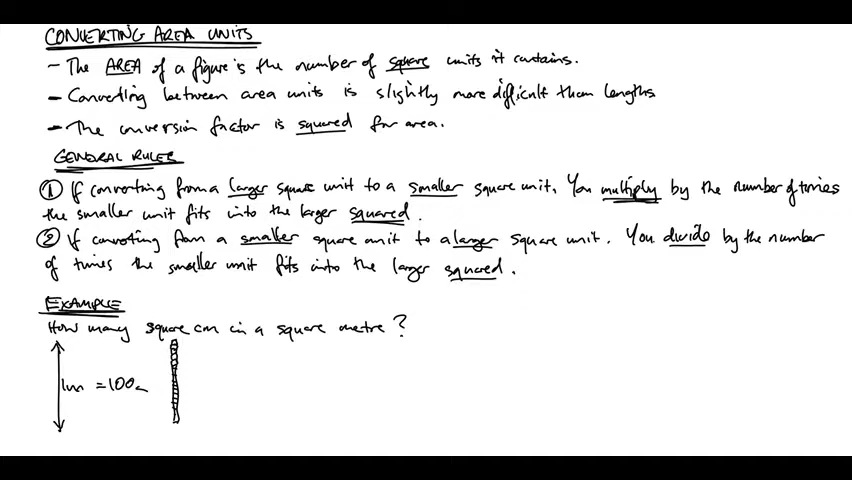 CONVERTING AREA UNITS
- The AREA of a figure is the number of square units it contains.
- Converting between area units is slightly more difficult than lengths
- The conversion factor is squared for area.
GENERAL RULES
① If converting from a larger square unit to a smaller square unit. You multiply by the number of times
the smaller unit fits into the larger squared.
② If converting from a smaller square unit to a larger square unit. You divide by the number
of times the smaller unit fits into the larger squared.
EXAMPLE
How many square cm in a square metre?
1m = 100cm